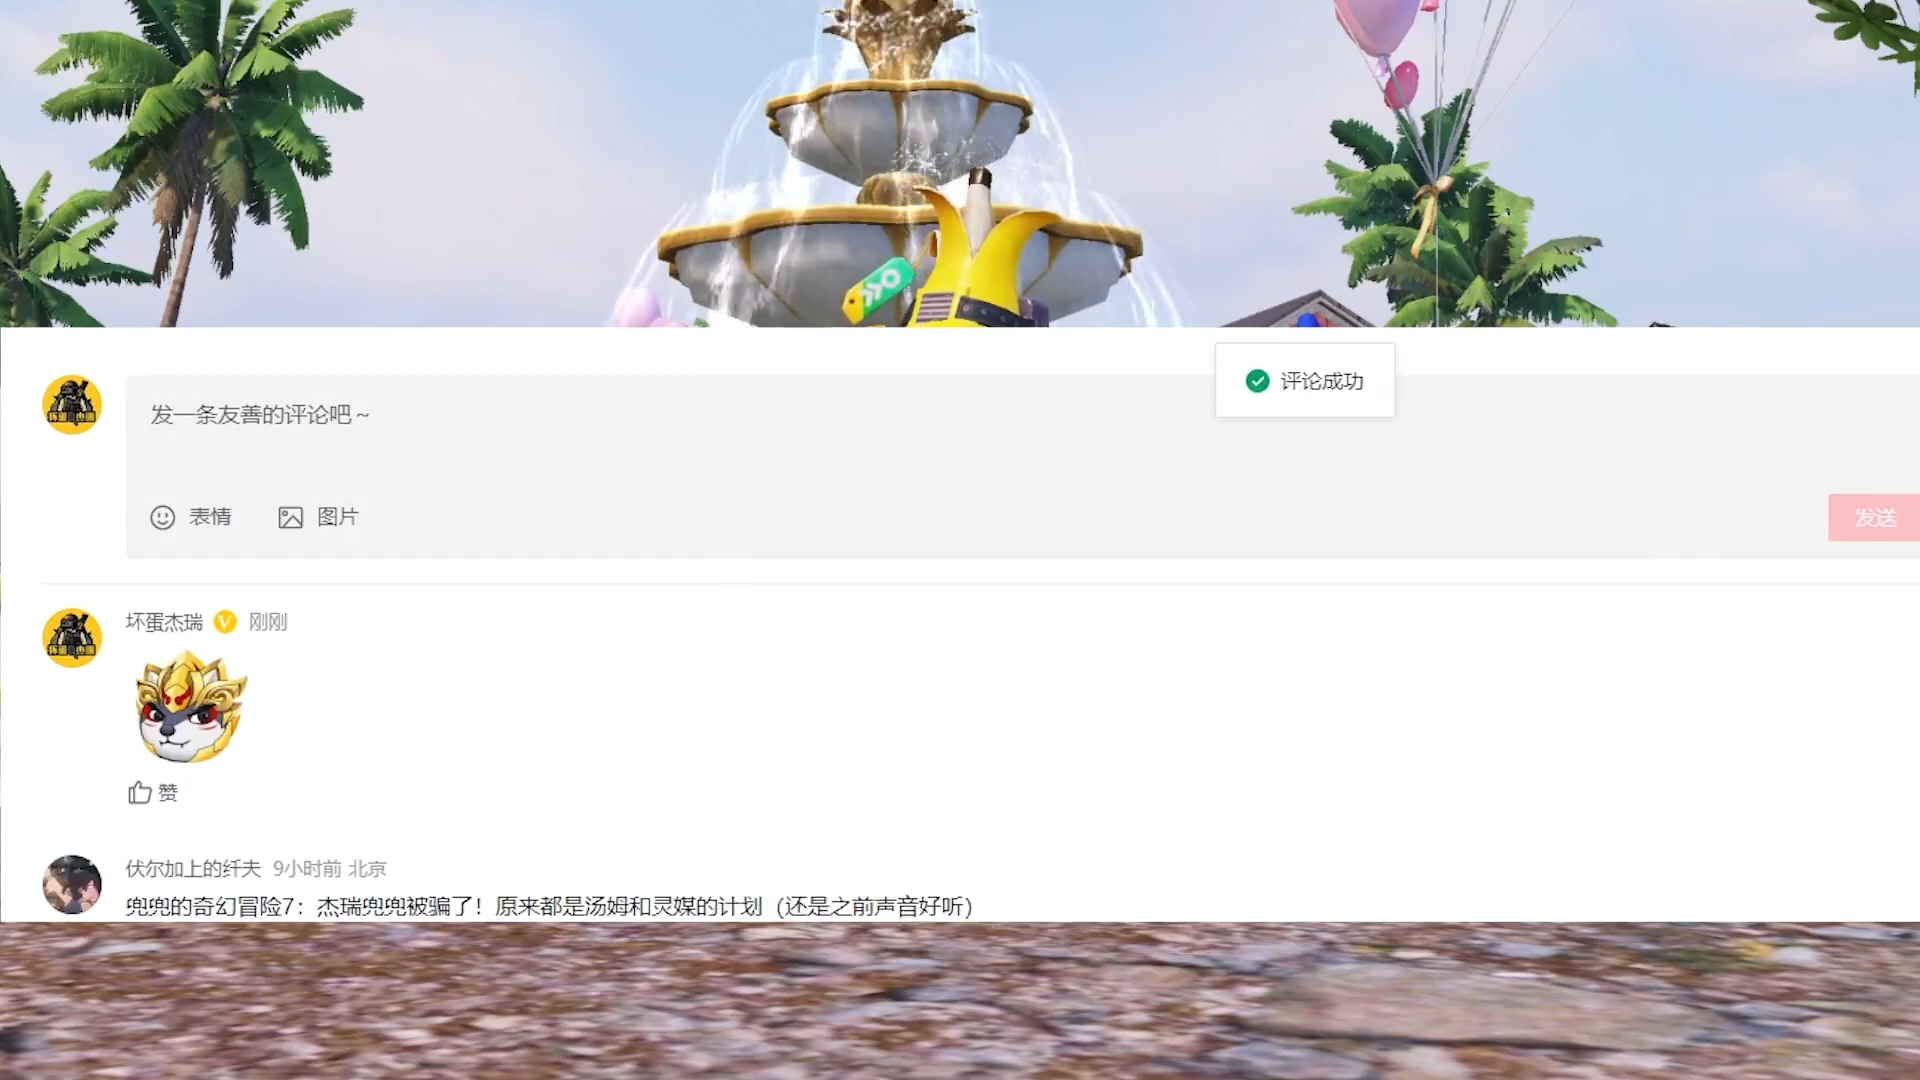 评论成功
发一条友善的评论吧～
表情 图片
发送
坏蛋杰瑞 刚刚
赞
伏尔加上的纤夫 9小时前 北京
兜兜的奇幻冒险7：杰瑞兜兜被骗了！原来都是汤姆和灵媒的计划（还是之前声音好听）